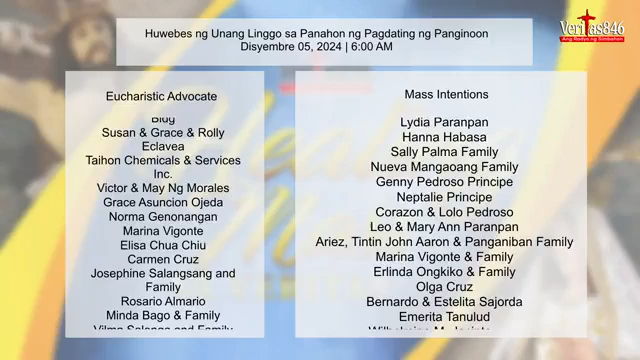 Huwebes ng Unang Linggo sa Panahon ng Pagdating ng Panginoon
Disyembre 05, 2024 | 6:00 AM
Veritas846
Ang Radyo ng Simbahan
Eucharistic Advocate
Blog
Susan & Grace & Rolly
Eclavea
Taihon Chemicals & Services
Inc.
Victor & May Ng Morales
Grace Asuncion Ojeda
Norma Genonangan
Marina Vigonte
Elisa Chua Chiu
Carmen Cruz
Josephine Salangsang and
Family
Rosario Almario
Minda Bago & Family
and Family
Mass Intentions
Lydia Paranpan
Hanna Habasa
Sally Palma Family
Nueva Mangaoang Family
Genny Pedroso Principe
Neptalie Principe
Corazon & Lolo Pedroso
Leo & Mary Ann Paranpan
Ariez, Tintin John Aaron & Panganiban Family
Marina Vigonte & Family
Erlinda Ongkiko & Family
Olga Cruz
Bernardo & Estelita Sajorda
Emerita Tanulud